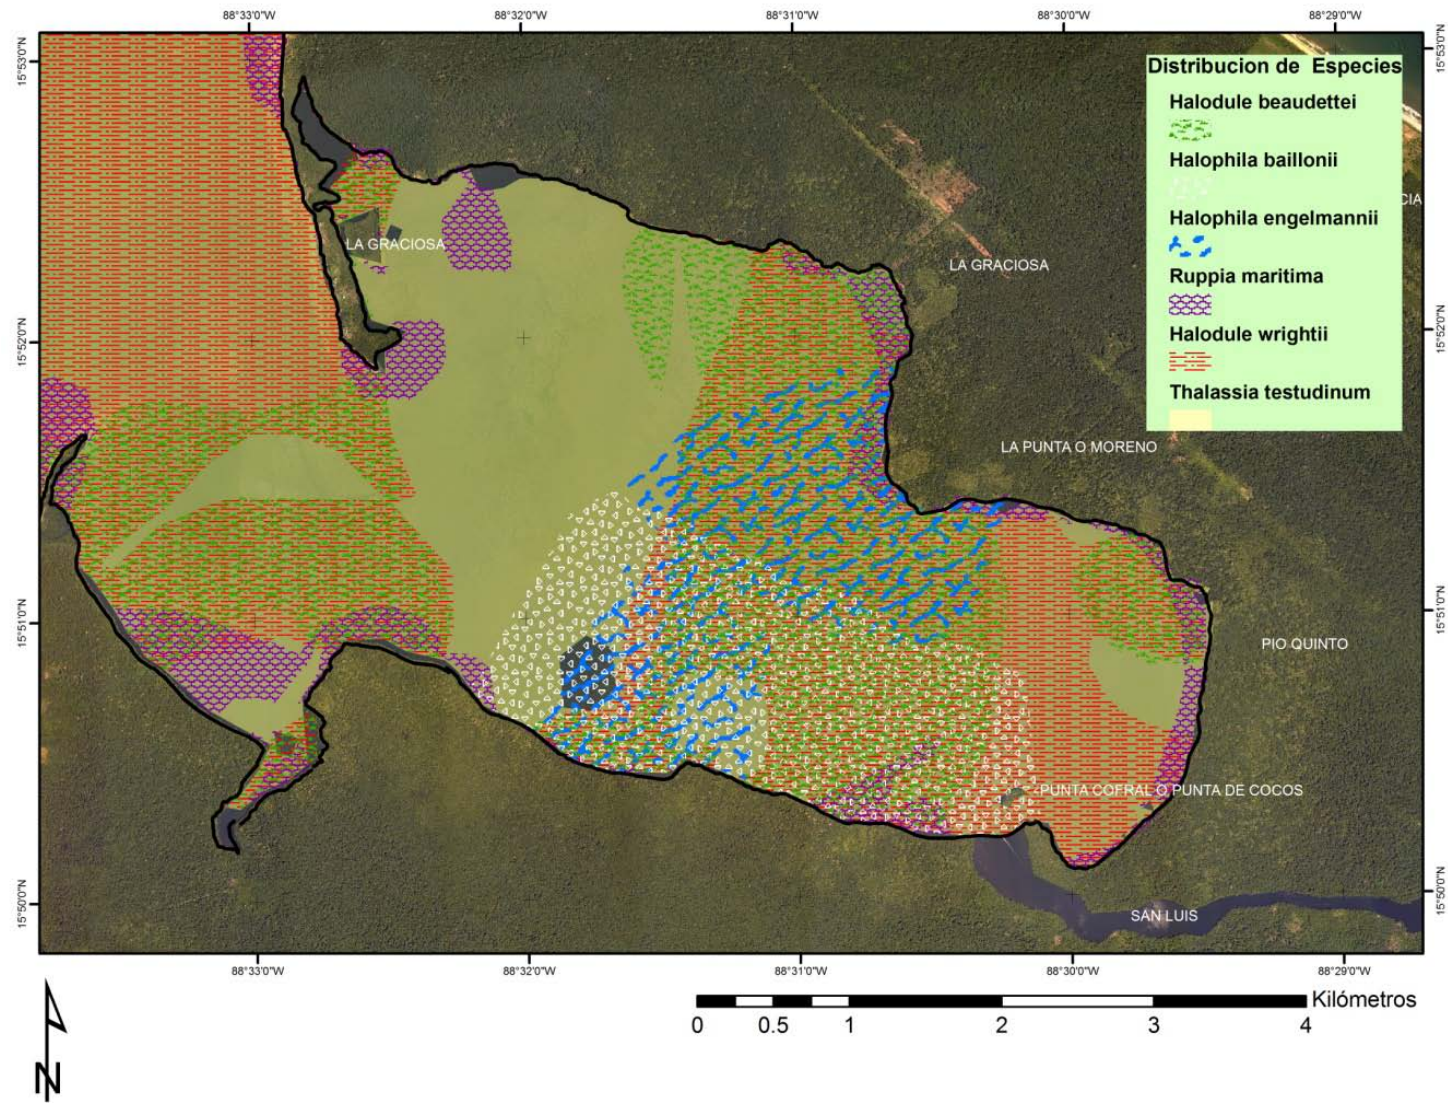 88°33'0"W 88°32'0"W 88°31'0"W 88°30'0"W 88°29'0"W
15°53'0"N
15°53'0"N
Distribucion de Especies
Halodule beaudettei
Halophila baillonii
CIA
Halophila engelmannii
LA GRACIOSA
LA GRACIOSA
Ruppia maritima
Halodule wrightii
15°52'0"N
15°52'0"N
Thalassia testudinum
LA PUNTA O MORENO
15°51'0"N
15°51'0"N
PIO QUINTO
PUNTA COFRAL O PUNTA DE COCOS
15°50'0"N
15°50'0"N
SAN LUIS
88°33'0"W 88°32'0"W 88°31'0"W 88°30'0"W 88°29'0"W
Kilómetros
0 0.5 1 2 3 4
N